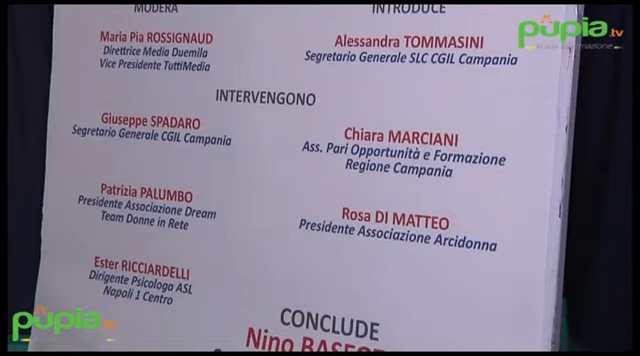 MODERA
Maria Pia ROSSIGNAUD
Direttrice Media Duemila
Vice Presidente TuttiMedia
INTRODUCE
Alessandra TOMMASINI
Segretario Generale SLC CGIL Campania
INTERVENGONO
Giuseppe SPADARO
Segretario Generale CGIL Campania
Chiara MARCIANI
Ass. Pari Opportunità e Formazione
Regione Campania
Patrizia PALUMBO
Presidente Associazione Dream
Team Donne in Rete
Rosa DI MATTEO
Presidente Associazione Arcidonna
Ester RICCIARDELLI
Dirigente Psicologa ASL
Napoli 1 Centro
CONCLUDE
Nino
pupia.tv
pupia.tv